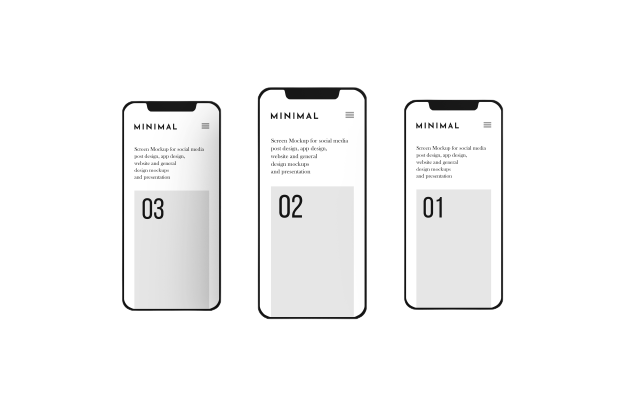 MINIMAL
Screen Mockup for social media
post design, app design,
website and general
design mockups
and presentation
03
MINIMAL
Screen Mockup for social media
post design, app design,
website and general
design mockups
and presentation
02
MINIMAL
Screen Mockup for social media
post design, app design,
website and general
design mockups
and presentation
01